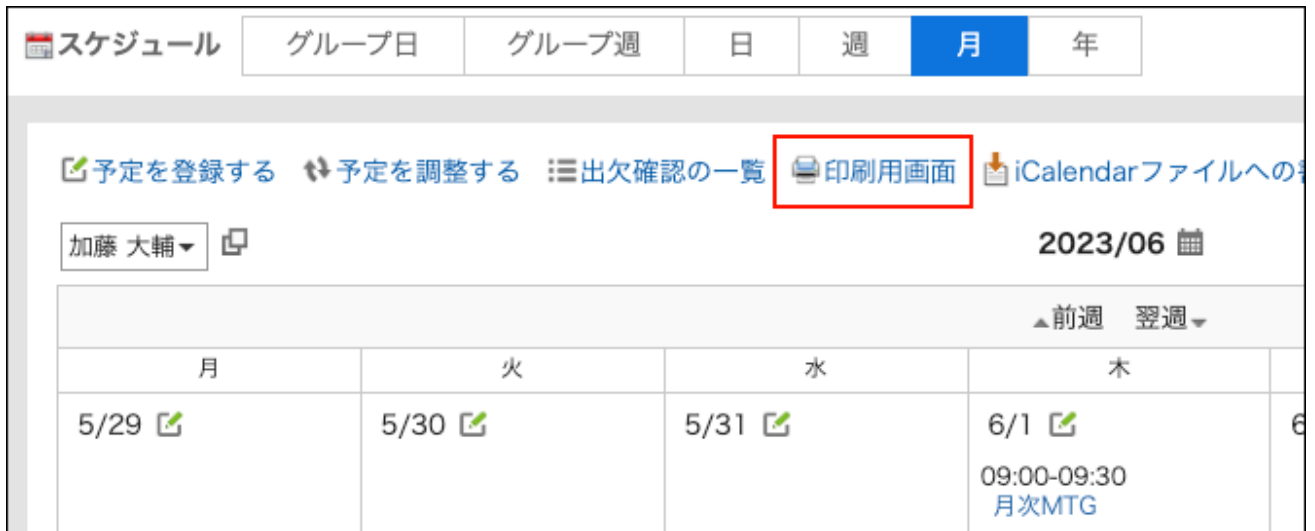 スケジュール グループ日 グループ週 日 週 月 年
予定を登録する 予定を調整する 出欠確認の一覧 印刷用画面 iCalendarファイルへの
加藤 大輔 2023/06
前週 翌週
月 火 水 木
5/29 5/30 5/31 6/1
09:00-09:30
月次MTG